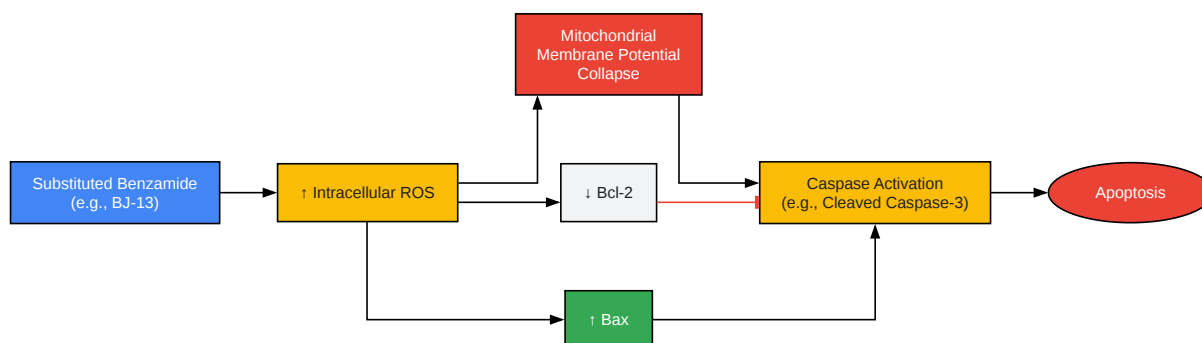 Mitochondrial
Membrane Potential
Collapse
Substituted Benzamide
(e.g., BJ-13)
↑ Intracellular ROS
↓ Bcl-2
Caspase Activation
(e.g., Cleaved Caspase-3)
Apoptosis
↑ Bax